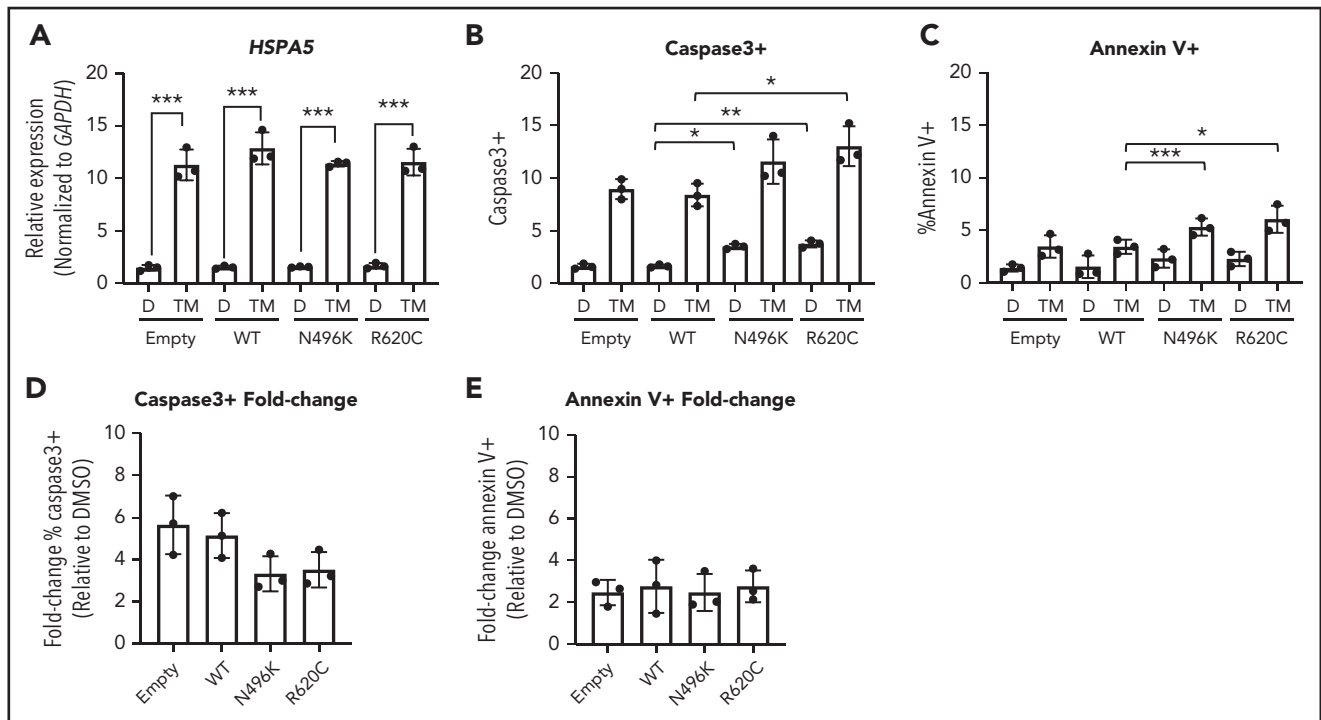 A
HSPA5
Relative expression
(Normalized to GAPDH)
20
15
10
5
0
***
***
***
***
D TM D TM D TM D TM
Empty WT N496K R620C
B
Caspase3+
Caspase3+
20
15
10
5
0
*
**
*
D TM D TM D TM D TM
Empty WT N496K R620C
C
Annexin V+
%Annexin V+
20
15
10
5
0
*
***
D TM D TM D TM D TM
Empty WT N496K R620C
D
Caspase3+ Fold-change
Fold-change % caspase3+
(Relative to DMSO)
10
8
6
4
2
0
Empty WT N496K R620C
E
Annexin V+ Fold-change
Fold-change annexin V+
(Relative to DMSO)
10
8
6
4
2
0
Empty WT N496K R620C